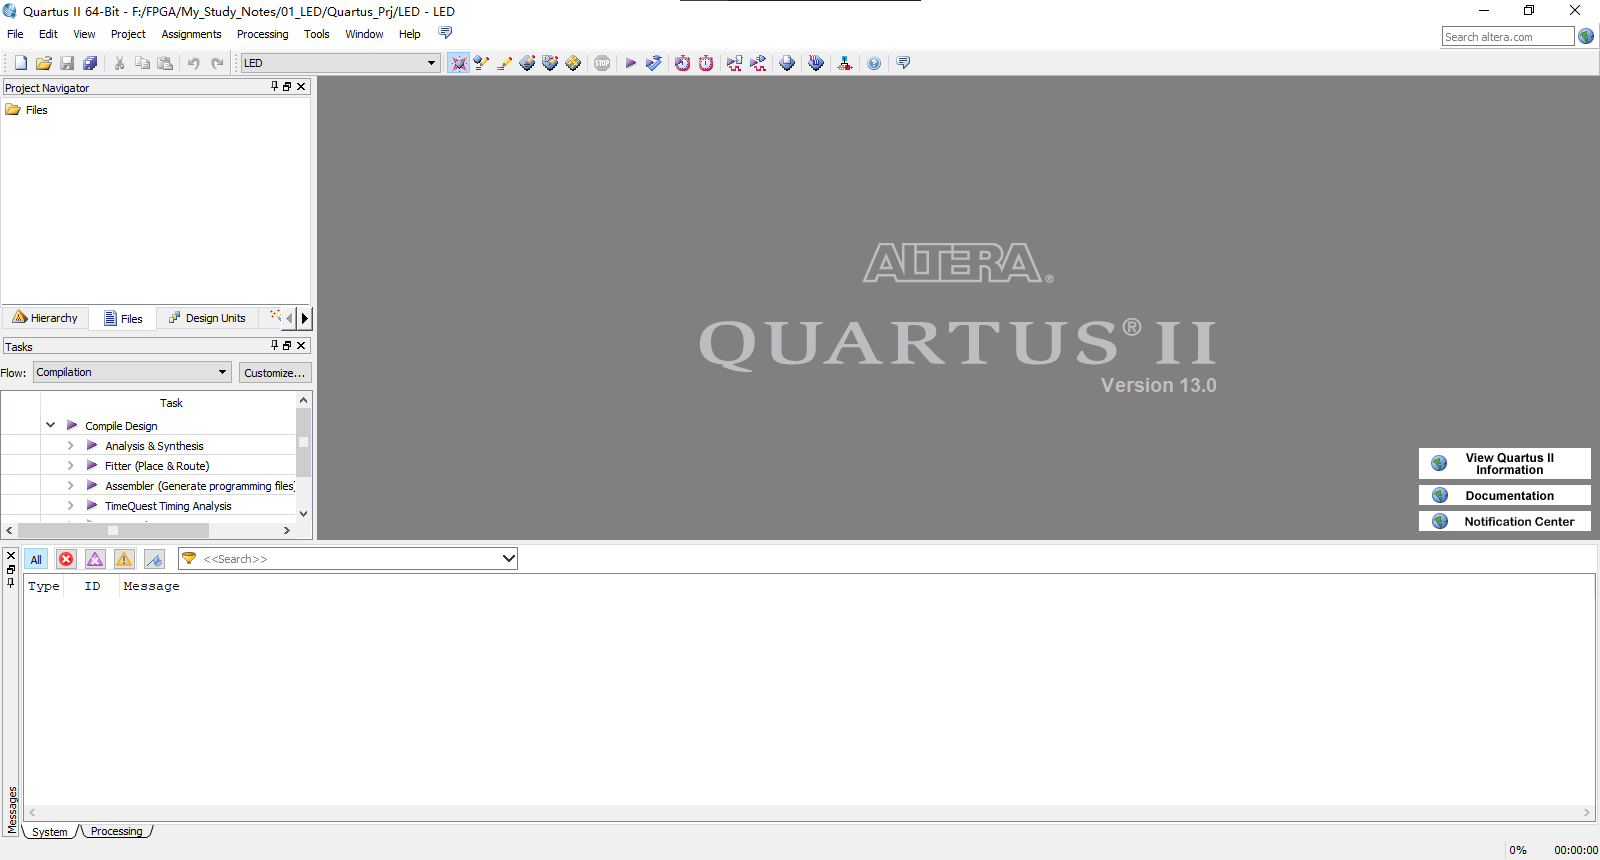 Quartus II 64-Bit - F:/FPGA/My_Study_Notes/01_LED/Quartus_Prj/LED - LED
File Edit View Project Assignments Processing Tools Window Help
Search altera.com
LED
STOP
Project Navigator
Files
Hierarchy Files Design Units
Tasks
Flow: Compilation Customize...
Task
Compile Design
Analysis & Synthesis
Fitter (Place & Route)
Assembler (Generate programming files)
TimeQuest Timing Analysis
ALTERA®
QUARTUS® II
Version 13.0
View Quartus II
Information
Documentation
Notification Center
All <<Search>>
Type ID Message
Messages
System Processing
0% 00:00:00